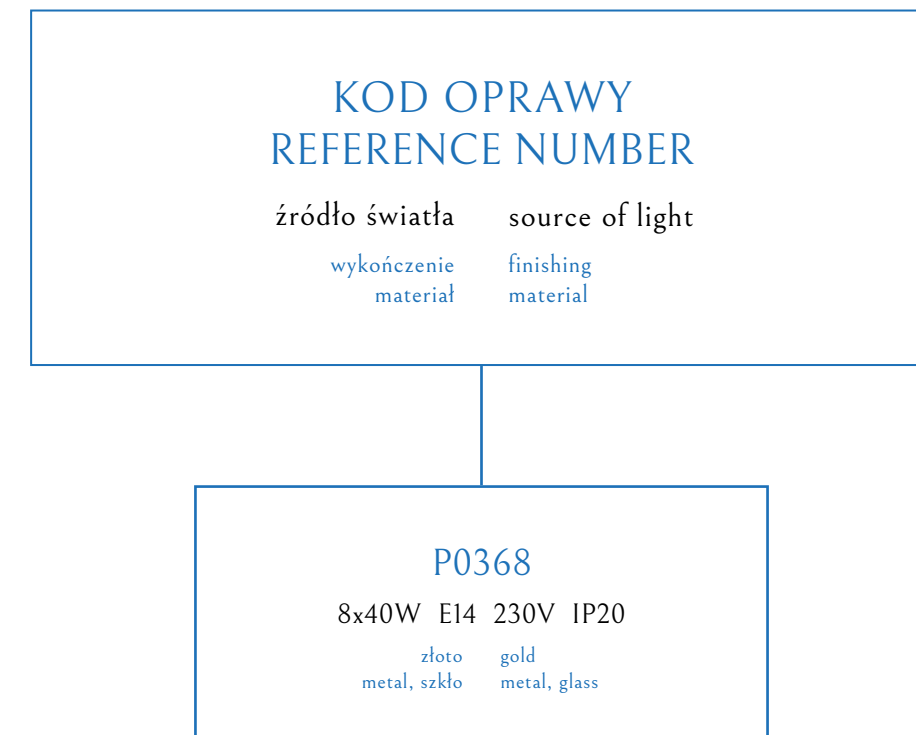 KOD OPRAWY
REFERENCE NUMBER
źródło światła source of light
wykończenie finishing
materiał material
P0368
8x40W E14 230V IP20
złoto gold
metal, szkło metal, glass